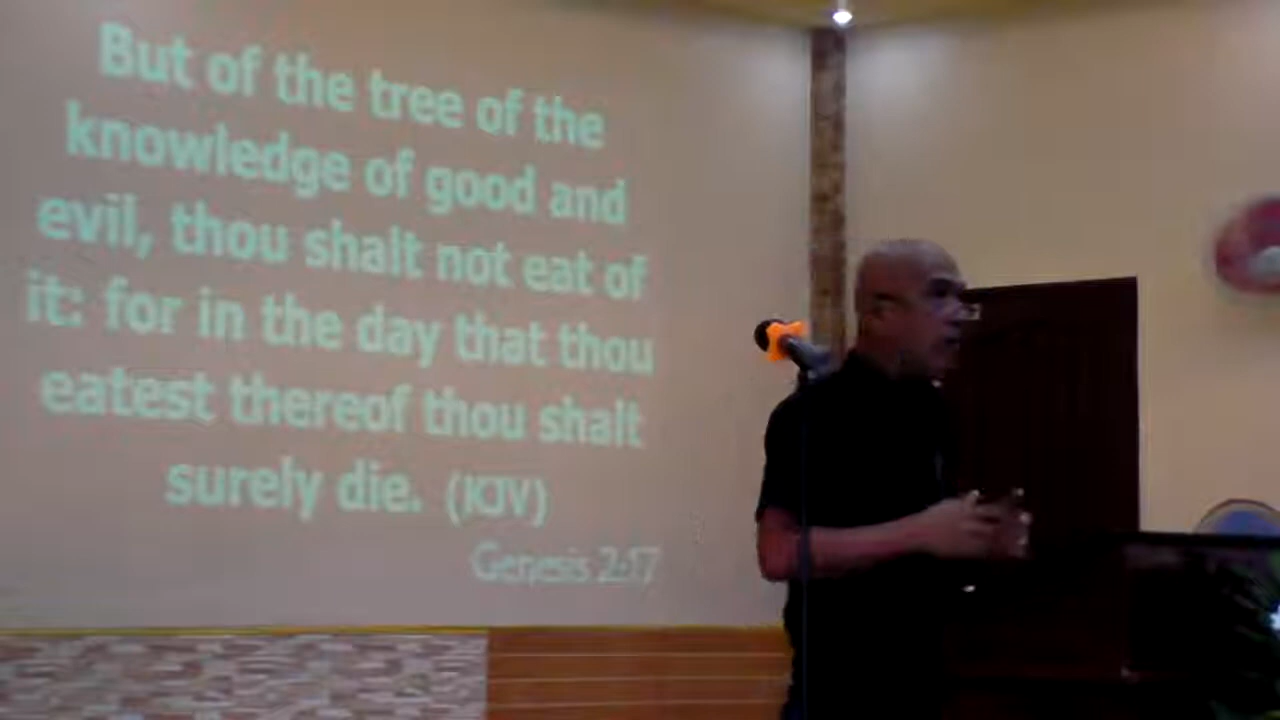 But of the tree of the
knowledge of good and
evil, thou shalt not eat of
it: for in the day that thou
eatest thereof thou shalt
surely die. (KJV)
Genesis 2:17